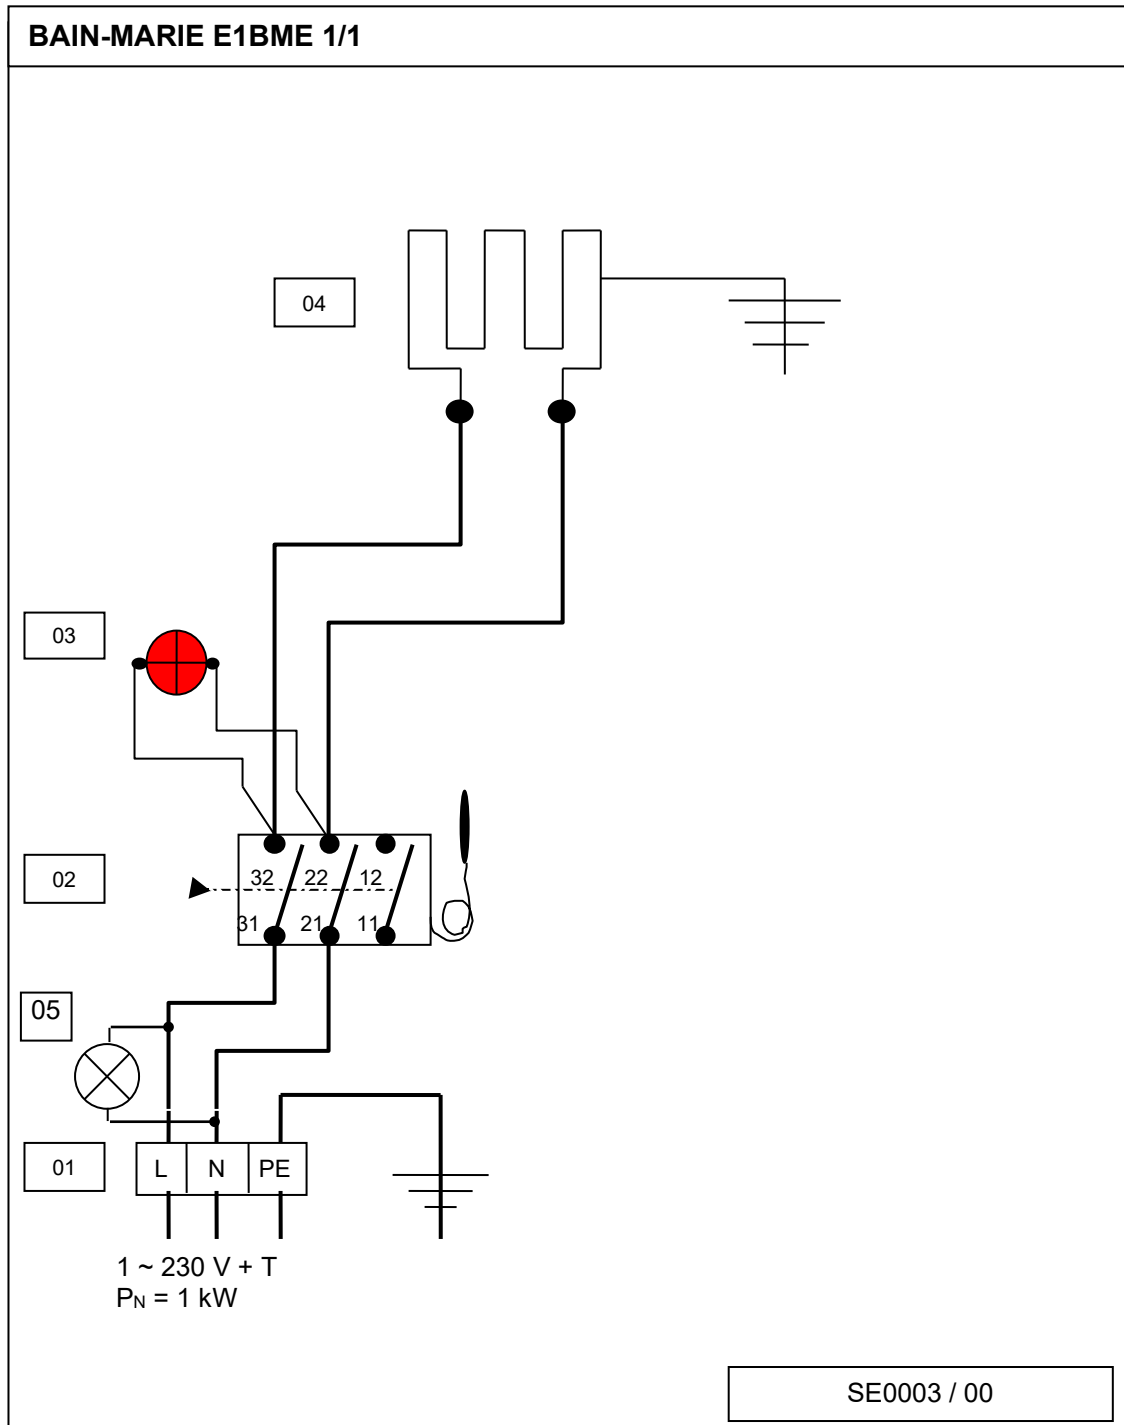 BAIN-MARIE E1BME 1/1
04
03
02
32 22 12
31 21 11
05
01
L N PE
1 ~ 230 V + T
PN = 1 kW
SE0003 / 00